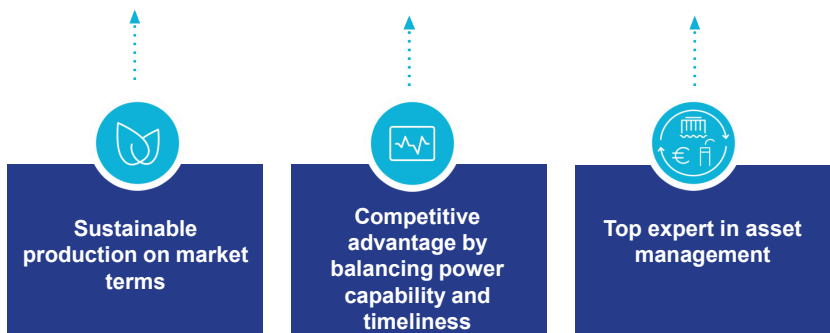 Sustainable
production on market
terms
Competitive
advantage by
balancing power
capability and
timeliness
Top expert in asset
management
€